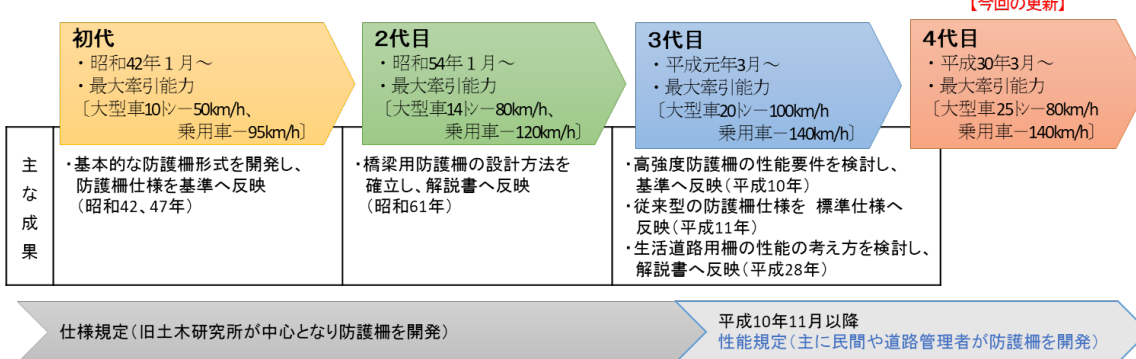 【今回の更新】
初代
・昭和42年１月～
・最大牽引能力
〔大型車10㌧－50km/h、
乗用車－95km/h〕
2代目
・昭和54年１月～
・最大牽引能力
〔大型車14㌧－80km/h、
乗用車－120km/h〕
3代目
・平成元年3月～
・最大牽引能力
〔大型車20㌧－100km/h
乗用車－140km/h〕
4代目
・平成30年3月～
・最大牽引能力
〔大型車25㌧－80km/h
乗用車－140km/h〕
主な成果
・基本的な防護柵形式を開発し、
防護柵仕様を基準へ反映
（昭和42、47年）
・橋梁用防護柵の設計方法を
確立し、解説書へ反映
（昭和61年）
・高強度防護柵の性能要件を検討し、
基準へ反映（平成10年）
・従来型の防護柵仕様を 標準仕様へ
反映（平成11年）
・生活道路用柵の性能の考え方を検討し、
解説書へ反映（平成28年）
仕様規定（旧土木研究所が中心となり防護柵を開発）
平成10年11月以降
性能規定（主に民間や道路管理者が防護柵を開発）